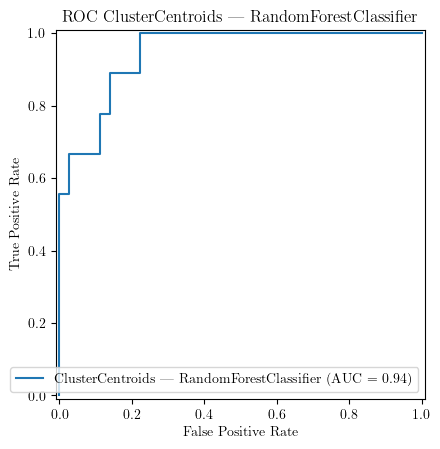 ROC ClusterCentroids — RandomForestClassifier
True Positive Rate
1.0
0.8
0.6
0.4
0.2
0.0
ClusterCentroids — RandomForestClassifier (AUC = 0.94)
0.0 0.2 0.4 0.6 0.8 1.0
False Positive Rate